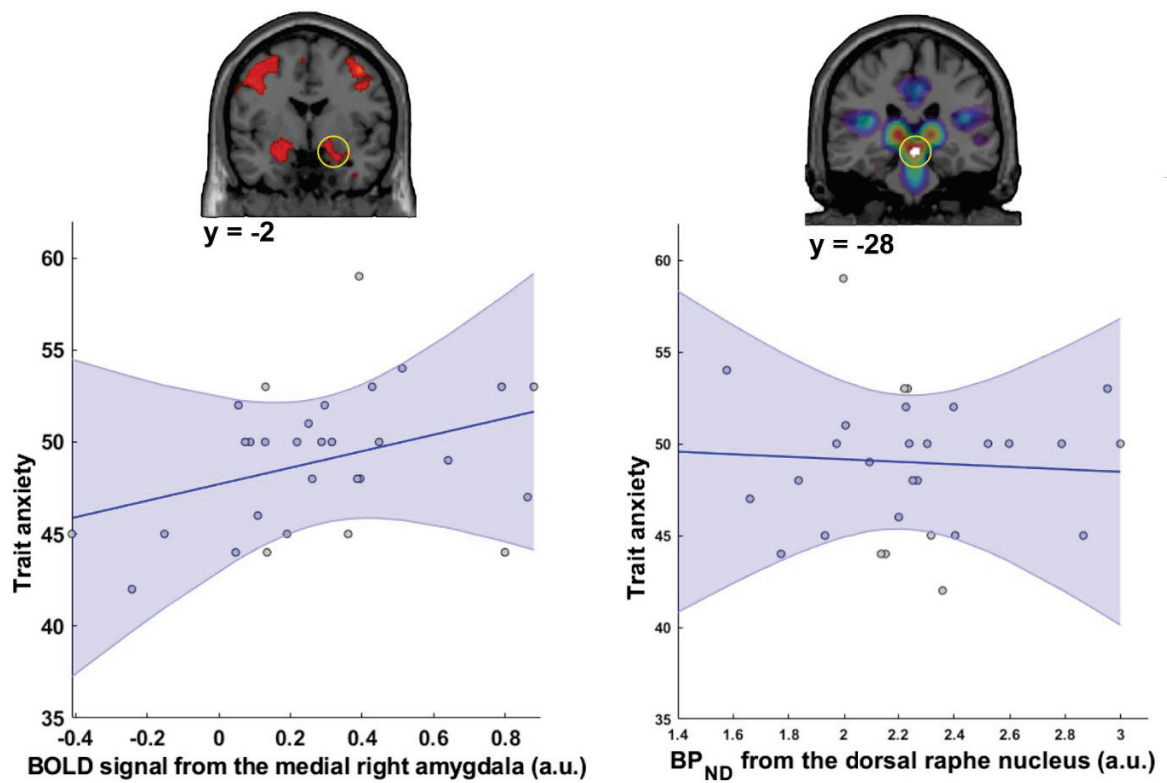 y = -2
60
55
50
45
40
35
Trait anxiety
-0.4 -0.2 0 0.2 0.4 0.6 0.8
BOLD signal from the medial right amygdala (a.u.)
y = -28
60
55
50
45
40
35
Trait anxiety
1.4 1.6 1.8 2 2.2 2.4 2.6 2.8 3
BP_ND from the dorsal raphe nucleus (a.u.)